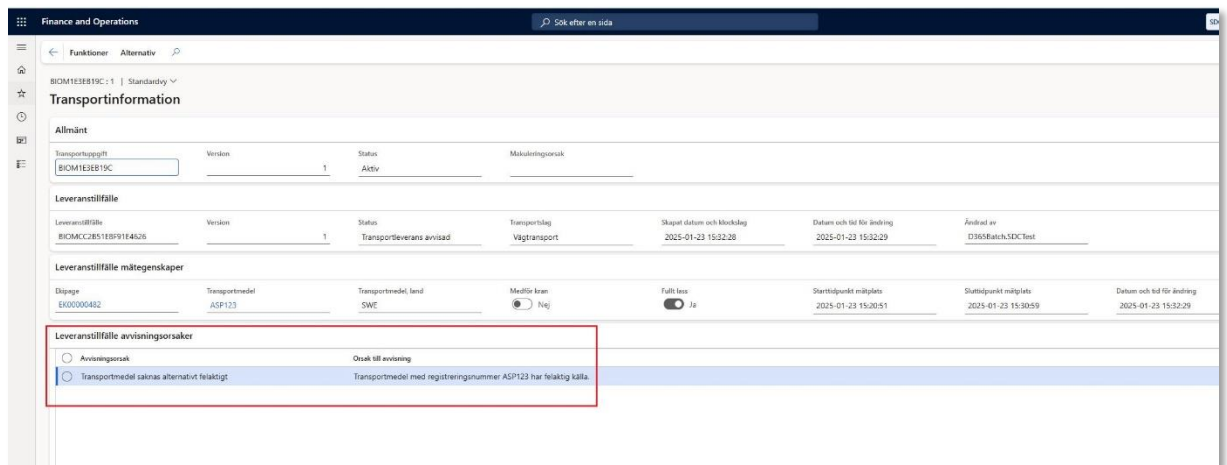 Finance and Operations
Sök efter en sida
Funktioner Alternativ
BIOM1E3EB19C : 1 | Standardvy
Transportinformation
Allmänt
Transportuppgift Version Status Makuleringsorsak
BIOM1E3EB19C 1 Aktiv
Leveranstillfälle
Leveranstillfälle Version Status Transportslag Skapat datum och klockslag Datum och tid för ändring Ändrad av
BIOMCC2B51E8F91E4626 1 Transportleverans avvisad Vägtransport 2025-01-23 15:32:28 2025-01-23 15:32:29 D365Batch.SDCTest
Leveranstillfälle mätegenskaper
Ekipage Transportmedel Transportmedel, land Medför kran Fullt lass Starttidpunkt mätplats Sluttidpunkt mätplats Datum och tid för ändring
EK00000482 ASP123 SWE Nej Ja 2025-01-23 15:20:51 2025-01-23 15:30:59 2025-01-23 15:32:29
Leveranstillfälle avvisningsorsaker
Avvisningsorsak Orsak till avvisning
Transportmedel saknas alternativt felaktigt Transportmedel med registreringsnummer ASP123 har felaktig källa.